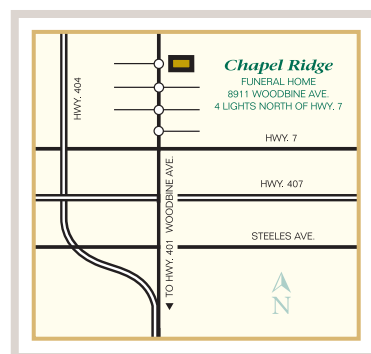 Chapel Ridge
FUNERAL HOME
8911 WOODBINE AVE.
4 LIGHTS NORTH OF HWY. 7
HWY. 404
HWY. 7
HWY. 407
TO HWY. 401 WOODBINE AVE.
STEELES AVE.
N